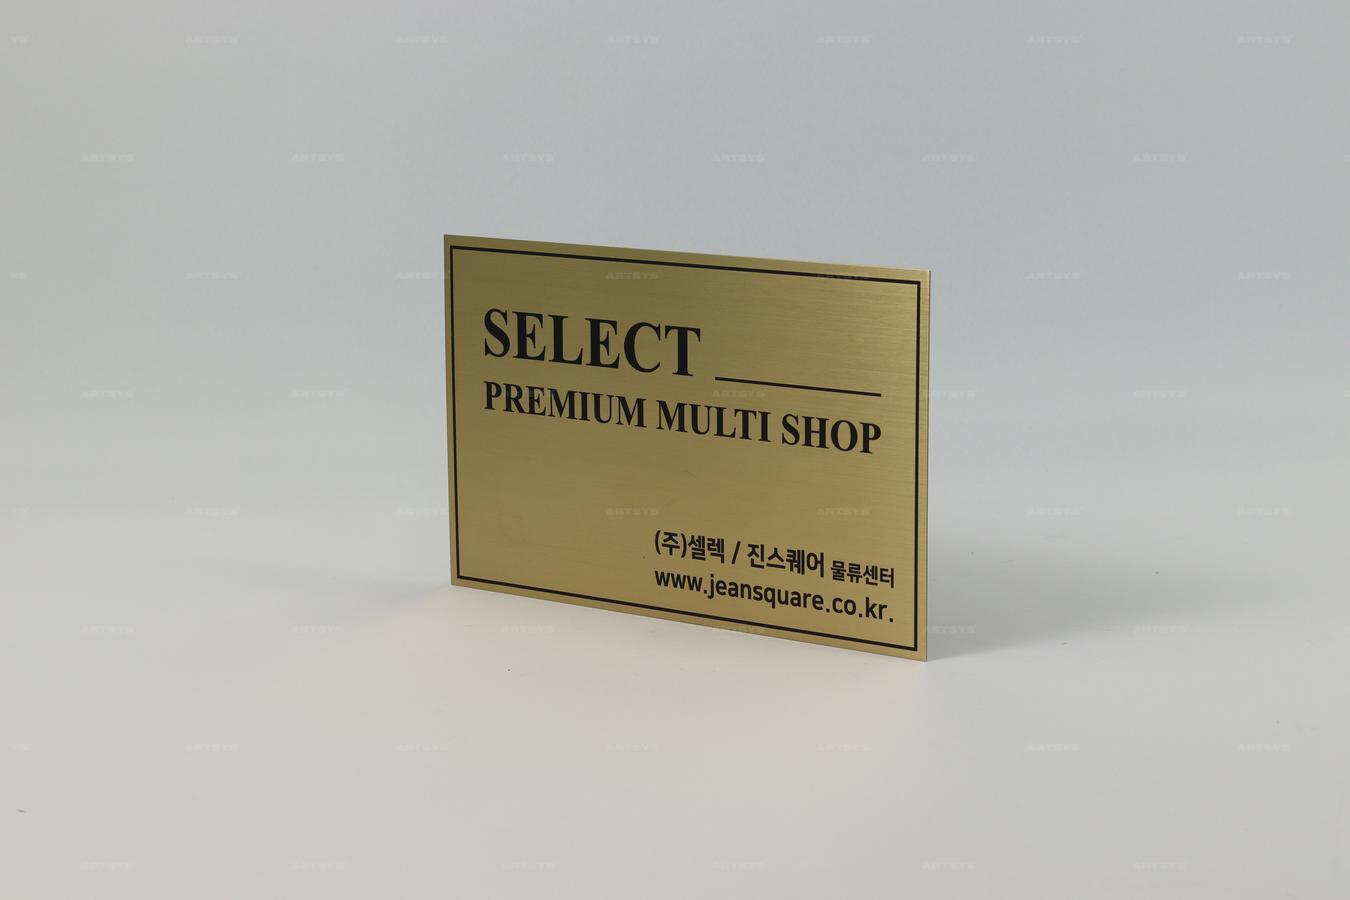 SELECT
PREMIUM MULTI SHOP
(주)셀렉 / 진스퀘어 물류센터
www.jeansquare.co.kr.
ARTSYS